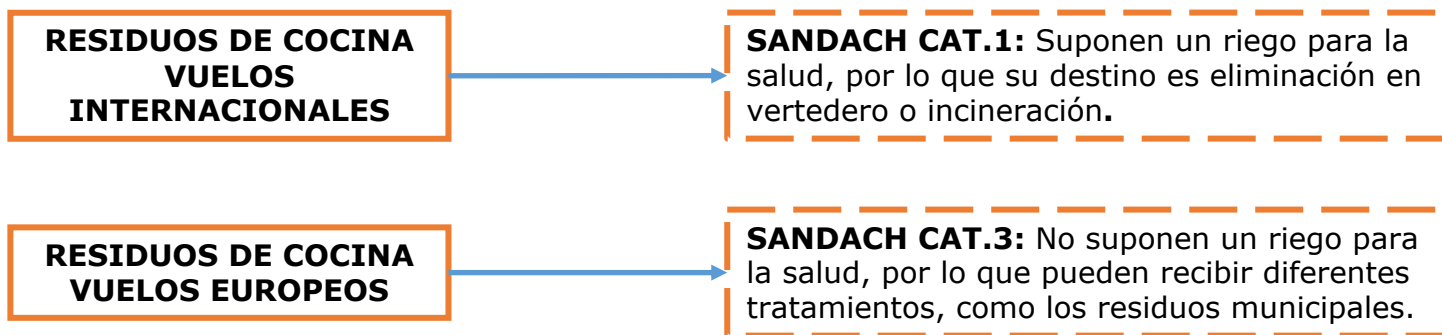 RESIDUOS DE COCINA
VUELOS
INTERNACIONALES
SANDACH CAT.1: Suponen un riego para la
salud, por lo que su destino es eliminación en
vertedero o incineración.
RESIDUOS DE COCINA
VUELOS EUROPEOS
SANDACH CAT.3: No suponen un riego para
la salud, por lo que pueden recibir diferentes
tratamientos, como los residuos municipales.